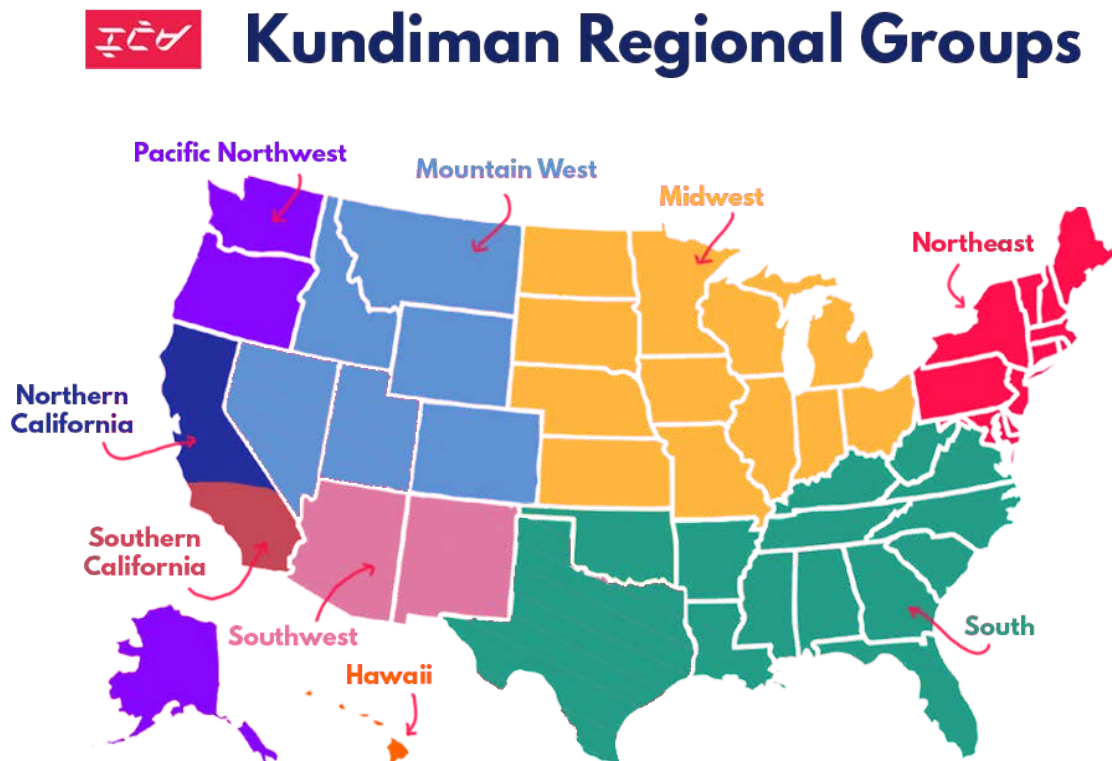 Kundiman Regional Groups
Pacific Northwest
Mountain West
Midwest
Northeast
Northern
California
Southern
California
Southwest
South
Hawaii